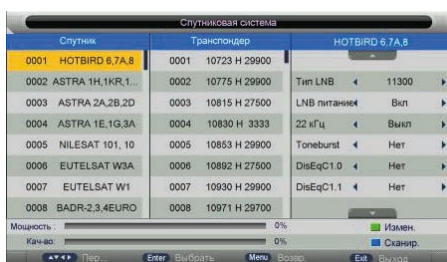 Спутниковая система
Спутник Транспондер HOTBIRD 6,7A,8
0001 HOTBIRD 6,7A,8 0001 10723 H 29900
0002 ASTRA 1H,1KR,1... 0002 10775 H 29900 Тип LNB 11300
0003 ASTRA 2A,2B,2D 0003 10815 H 27500 LNB питание Вкл
0004 ASTRA 1E,1G,3A 0004 10830 H 3333 22 кГц Выкл
0005 NILESAT 101, 10 0005 10853 H 29900 Toneburst Нет
0006 EUTELSAT W3A 0006 10892 H 27500 DisEqC1.0 Нет
0007 EUTELSAT W1 0007 10930 H 29900 DisEqC1.1 Нет
0008 BADR-2,3,4EURO 0008 10971 H 29700
Мощность : 0% Измен.
Кач-во: 0% Сканир.
Пер... Enter Выбрать Menu Возвр. Exit Выход